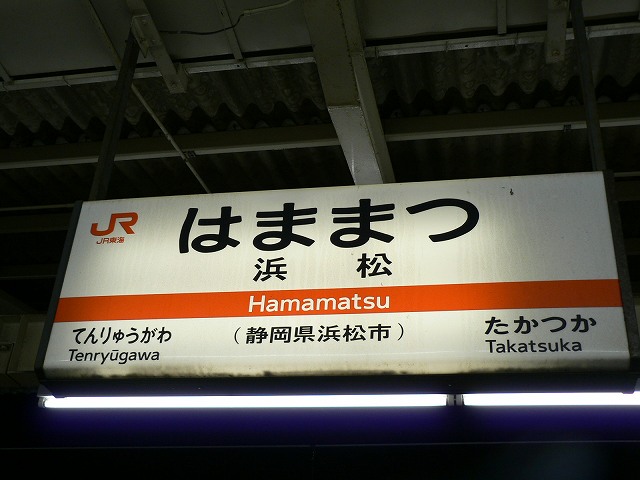 JR
JR東海
はままつ
浜松
Hamamatsu
てんりゅうがわ
Tenryūgawa
(静岡県浜松市)
たかつか
Takatsuka